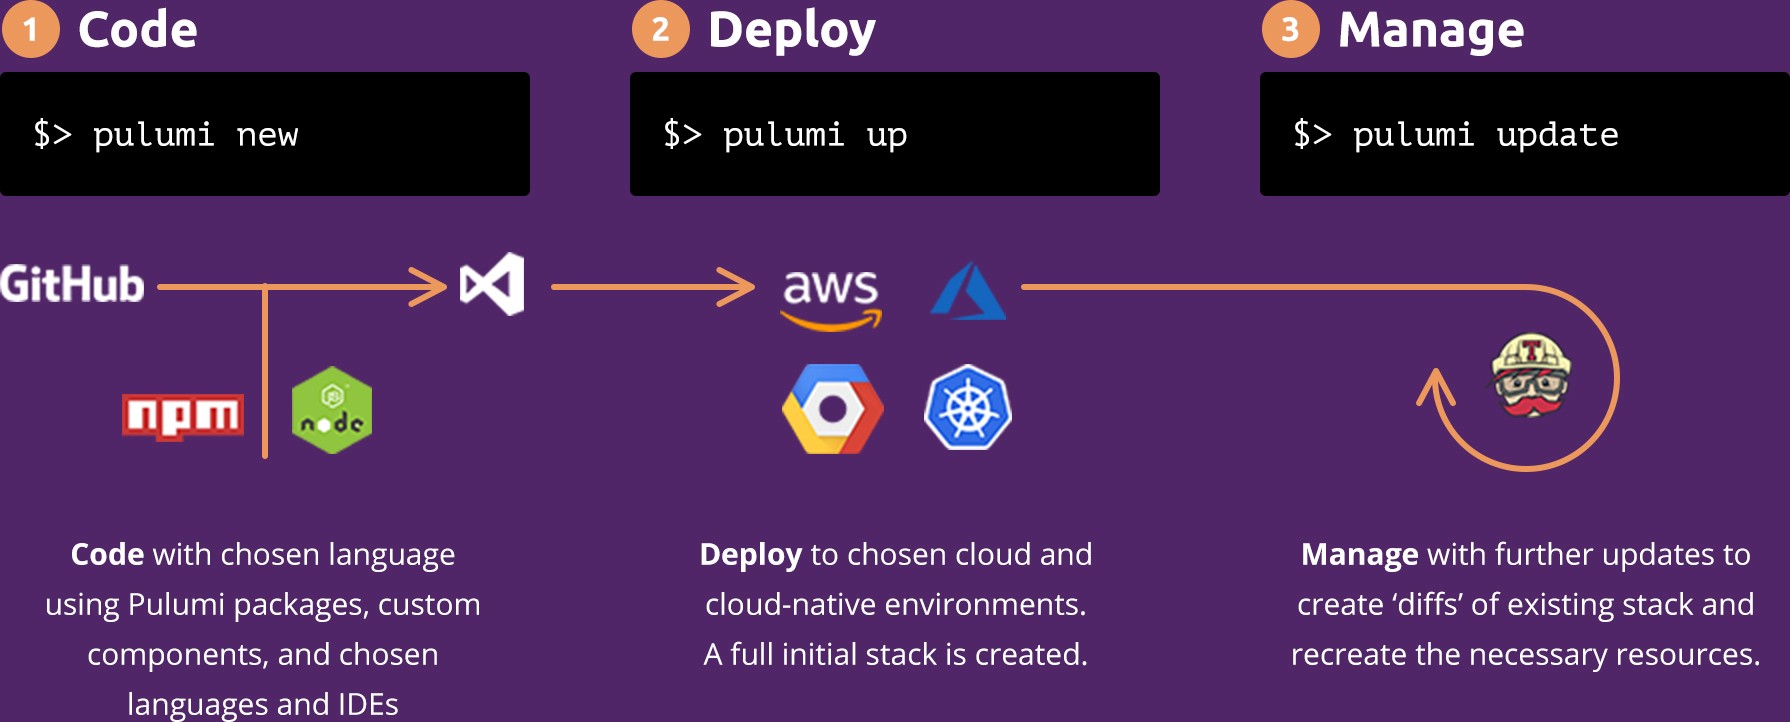 1 Code
$> pulumi new
GitHub
npm
JS
node
Code with chosen language
using Pulumi packages, custom
components, and chosen
languages and IDEs
2 Deploy
$> pulumi up
aws
Deploy to chosen cloud and
cloud-native environments.
A full initial stack is created.
3 Manage
$> pulumi update
T
Manage with further updates to
create ‘diffs’ of existing stack and
recreate the necessary resources.